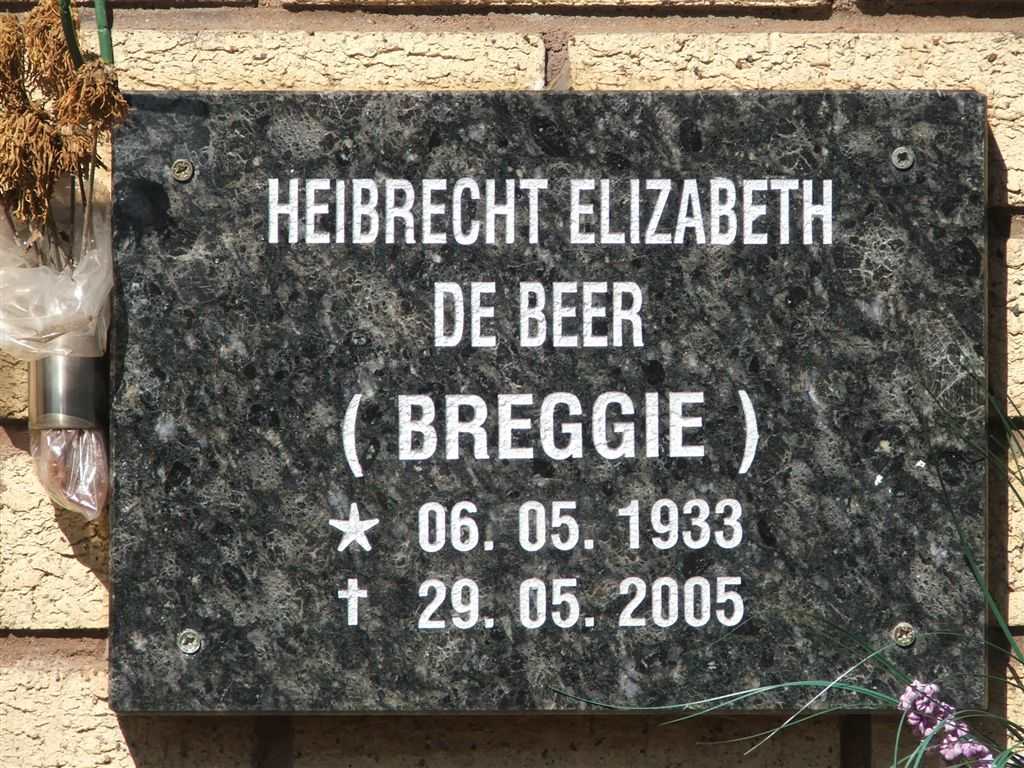 HEIBRECHT ELIZABETH
DE BEER
( BREGGIE )
★ 06. 05. 1933
✝ 29. 05. 2005